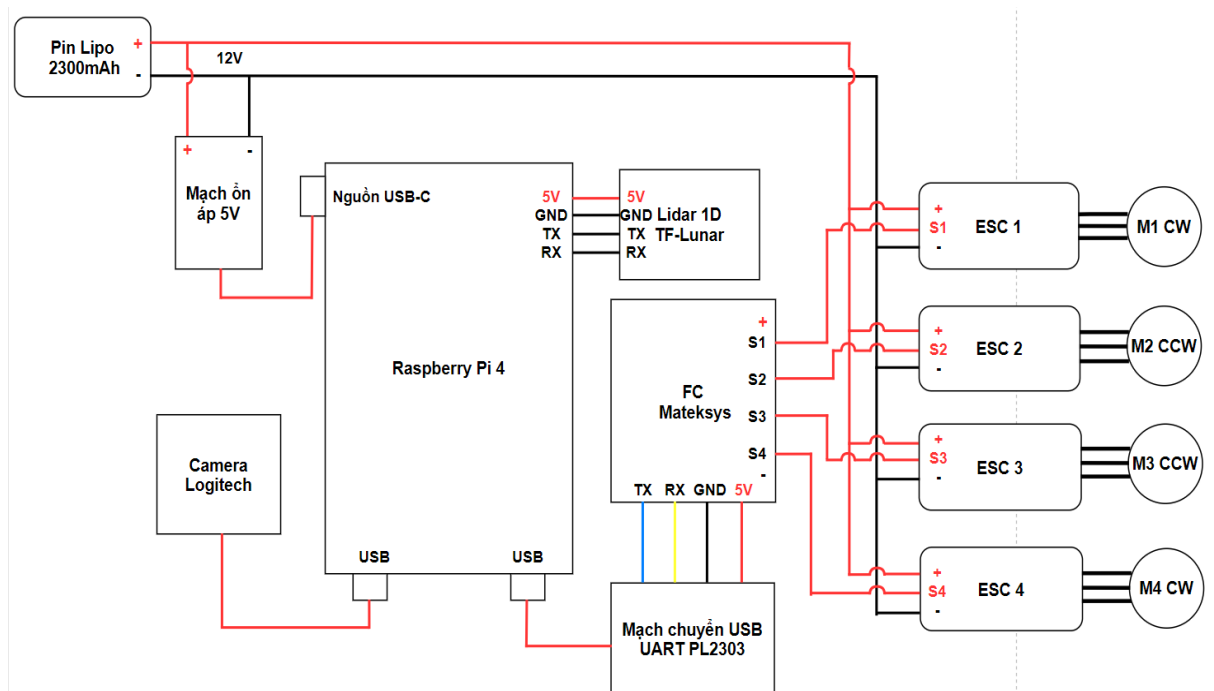 Pin Lipo
2300mAh
+
-
12V
+
-
Mạch ổn
áp 5V
Nguồn USB-C
5V
GND
TX
RX
5V
GND
TX
RX
Lidar 1D
TF-Lunar
Raspberry Pi 4
USB
USB
Camera
Logitech
FC
Mateksys
+
S1
S2
S3
S4
-
TX
RX
GND
5V
Mạch chuyển USB
UART PL2303
+
S1
-
ESC 1
M1 CW
+
S2
-
ESC 2
M2 CCW
+
S3
-
ESC 3
M3 CCW
+
S4
-
ESC 4
M4 CW